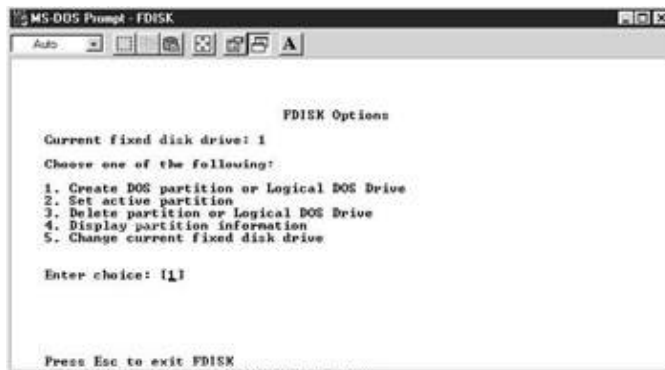 MS-DOS Prompt - FDISK
Auto
A
FDISK Options
Current fixed disk drive: 1
Choose one of the following:
1. Create DOS partition or Logical DOS Drive
2. Set active partition
3. Delete partition or Logical DOS Drive
4. Display partition information
5. Change current fixed disk drive
Enter choice: [1]
Press Esc to exit FDISK